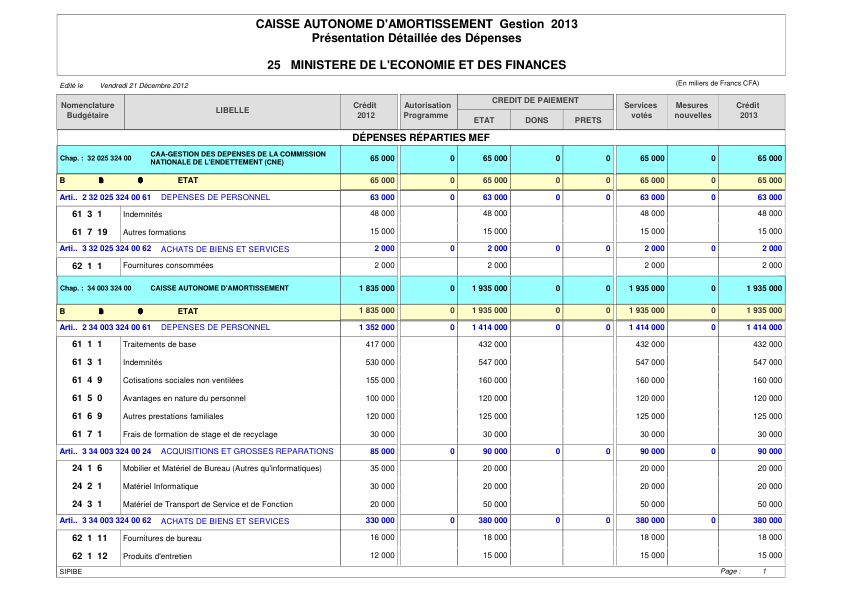 CAISSE AUTONOME D'AMORTISSEMENT Gestion 2013
Présentation Détaillée des Dépenses
25 MINISTERE DE L'ECONOMIE ET DES FINANCES
Edité le Vendredi 21 Décembre 2012 (En miliers de Francs CFA)
Nomenclature Budgétaire LIBELLE Crédit 2012 Autorisation Programme CREDIT DE PAIEMENT ETAT DONS PRETS Services votés Mesures nouvelles Crédit 2013
DÉPENSES RÉPARTIES MEF
Chap. : 32 025 324 00 CAA-GESTION DES DEPENSES DE LA COMMISSION NATIONALE DE L'ENDETTEMENT (CNE) 65 000 0 65 000 0 0 65 000 0 65 000
B ETAT 65 000 0 65 000 0 0 65 000 0 65 000
Arti.. 2 32 025 324 00 61 DEPENSES DE PERSONNEL 63 000 0 63 000 0 0 63 000 0 63 000
61 3 1 Indemnités 48 000 48 000 48 000 48 000
61 7 19 Autres formations 15 000 15 000 15 000 15 000
Arti.. 3 32 025 324 00 62 ACHATS DE BIENS ET SERVICES 2 000 0 2 000 0 0 2 000 0 2 000
62 1 1 Fournitures consommées 2 000 2 000 2 000 2 000
Chap. : 34 003 324 00 CAISSE AUTONOME D'AMORTISSEMENT 1 835 000 0 1 935 000 0 0 1 935 000 0 1 935 000
B ETAT 1 835 000 0 1 935 000 0 0 1 935 000 0 1 935 000
Arti.. 2 34 003 324 00 61 DEPENSES DE PERSONNEL 1 352 000 0 1 414 000 0 0 1 414 000 0 1 414 000
61 1 1 Traitements de base 417 000 432 000 432 000 432 000
61 3 1 Indemnités 530 000 547 000 547 000 547 000
61 4 9 Cotisations sociales non ventilées 155 000 160 000 160 000 160 000
61 5 0 Avantages en nature du personnel 100 000 120 000 120 000 120 000
61 6 9 Autres prestations familiales 120 000 125 000 125 000 125 000
61 7 1 Frais de formation de stage et de recyclage 30 000 30 000 30 000 30 000
Arti.. 3 34 003 324 00 24 ACQUISITIONS ET GROSSES REPARATIONS 85 000 0 90 000 0 0 90 000 0 90 000
24 1 6 Mobilier et Matériel de Bureau (Autres qu'informatiques) 35 000 20 000 20 000 20 000
24 2 1 Matériel Informatique 30 000 20 000 20 000 20 000
24 3 1 Matériel de Transport de Service et de Fonction 20 000 50 000 50 000 50 000
Arti.. 3 34 003 324 00 62 ACHATS DE BIENS ET SERVICES 330 000 0 380 000 0 0 380 000 0 380 000
62 1 11 Fournitures de bureau 16 000 18 000 18 000 18 000
62 1 12 Produits d'entretien 12 000 15 000 15 000 15 000
SIPIBE Page : 1